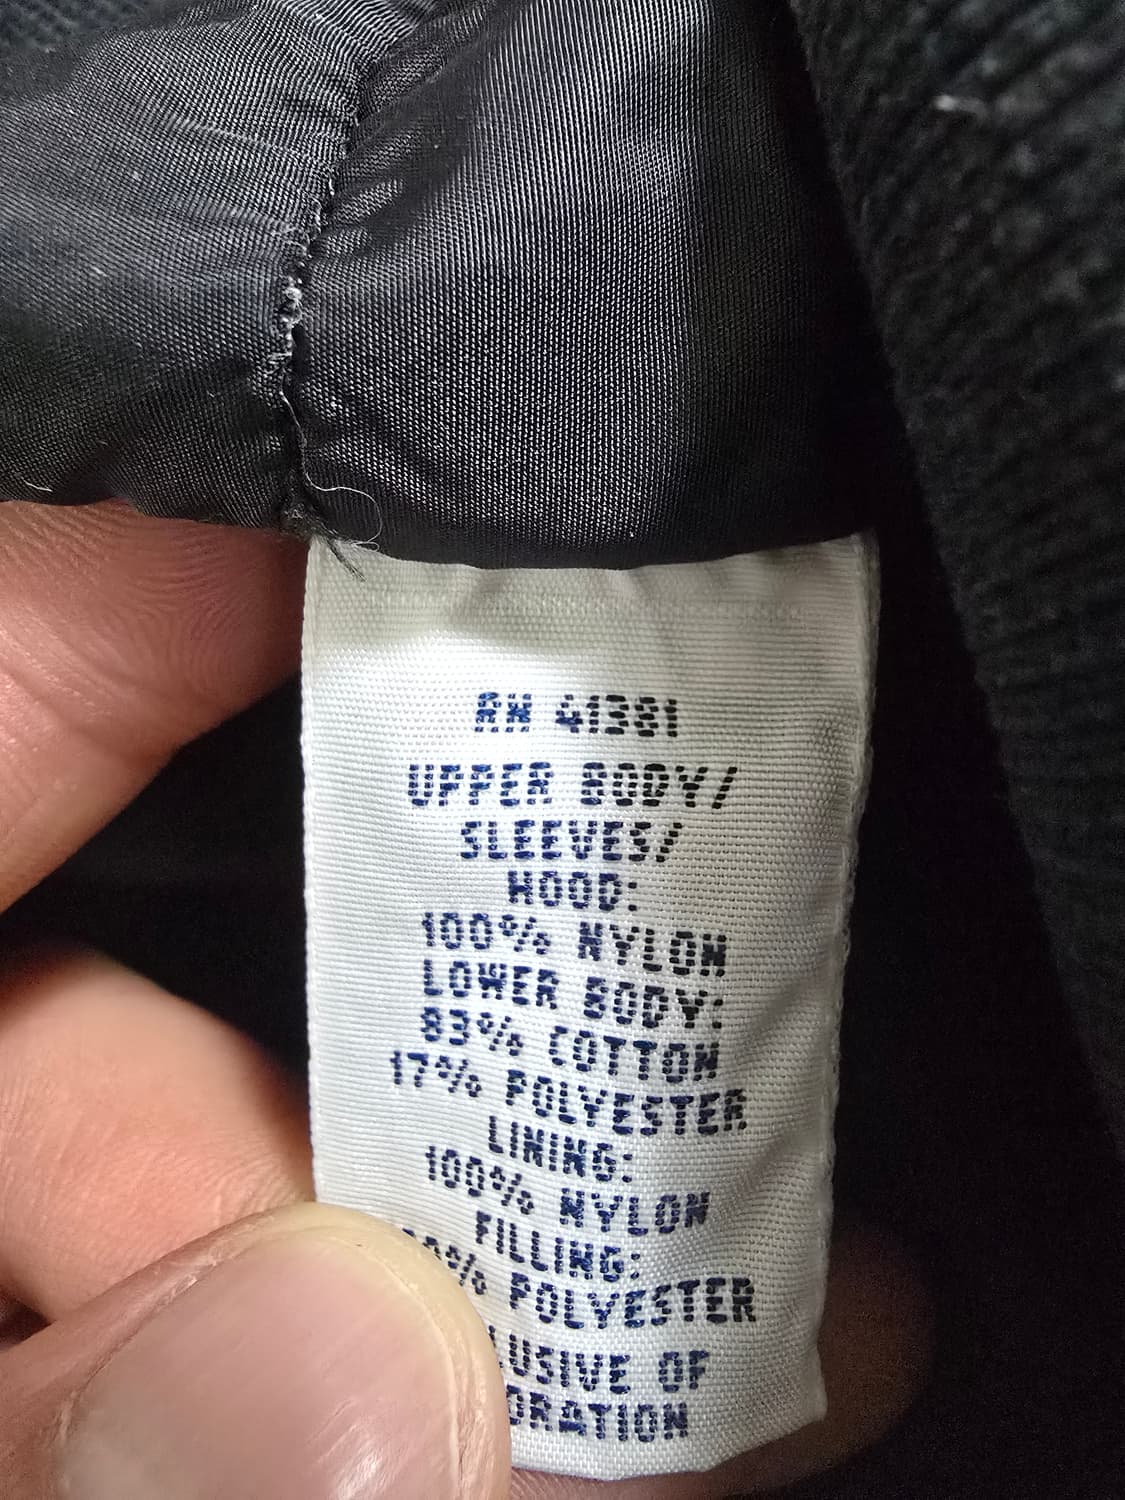 RN 41381
UPPER BODY/
SLEEVES/
HOOD:
100% NYLON
LOWER BODY:
83% COTTON
17% POLYESTER
LINING:
100% NYLON
FILLING:
POLYESTER
OF